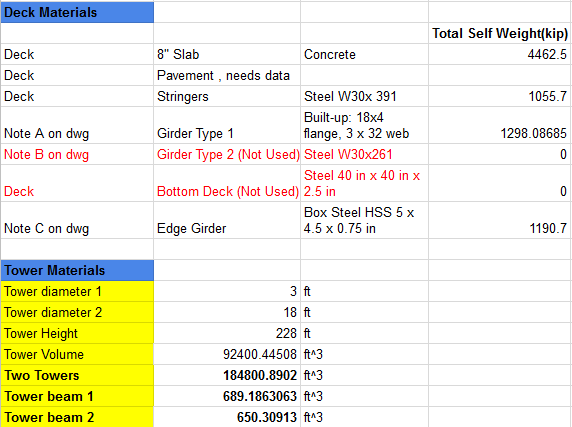 Deck Materials
Total Self Weight(kip)
Deck 8" Slab Concrete 4462.5
Deck Pavement , needs data
Deck Stringers Steel W30x 391 1055.7
Built-up: 18x4
Note A on dwg Girder Type 1 flange, 3 x 32 web 1298.08685
Note B on dwg Girder Type 2 (Not Used) Steel W30x261 0
Steel 40 in x 40 in x
Deck Bottom Deck (Not Used) 2.5 in 0
Box Steel HSS 5 x
Note C on dwg Edge Girder 4.5 x 0.75 in 1190.7
Tower Materials
Tower diameter 1 3 ft
Tower diameter 2 18 ft
Tower Height 228 ft
Tower Volume 92400.44508 ft^3
Two Towers 184800.8902 ft^3
Tower beam 1 689.1863063 ft^3
Tower beam 2 650.30913 ft^3